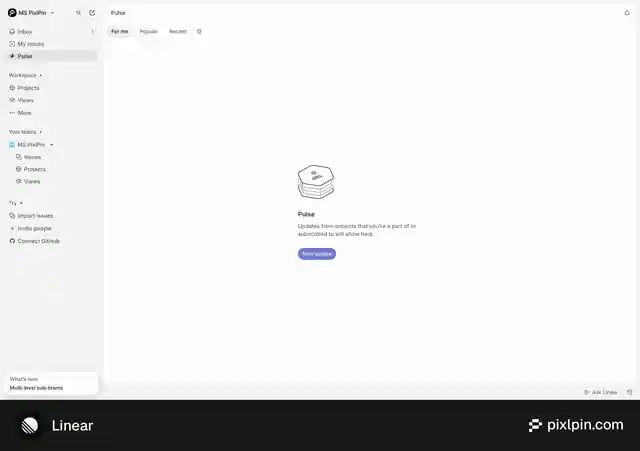 MS PixlPin
Inbox
1
My issues
Pulse
Workspace
Projects
Views
More
Your teams
MS PixlPin
Issues
Projects
Views
Try
Import issues
Invite people
Connect GitHub
What's new
Multi-level sub-teams
Pulse
For me
Popular
Recent
Pulse
Updates from projects that you're a part of or
subscribed to will show here.
New update
Ask Linear
Linear
pixlpin.com